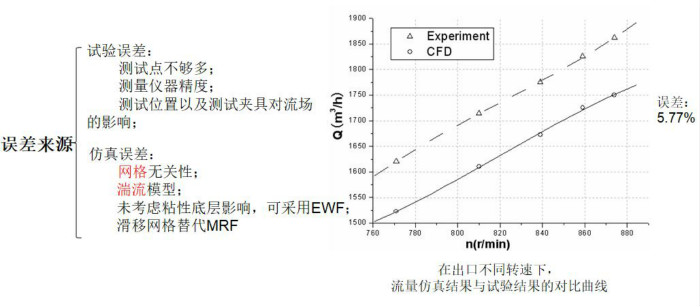 误差来源
试验误差：
测试点不够多；
测量仪器精度；
测试位置以及测试夹具对流场
的影响；
仿真误差：
网格无关性；
湍流模型；
未考虑粘性底层影响，可采用EWF；
滑移网格替代MRF
Experiment
CFD
Q(m³/h)
1900
1850
1800
1750
1700
1650
1600
1550
1500
760
780
800
820
840
860
880
n(r/min)
误差：
5.77%
在出口不同转速下，
流量仿真结果与试验结果的对比曲线